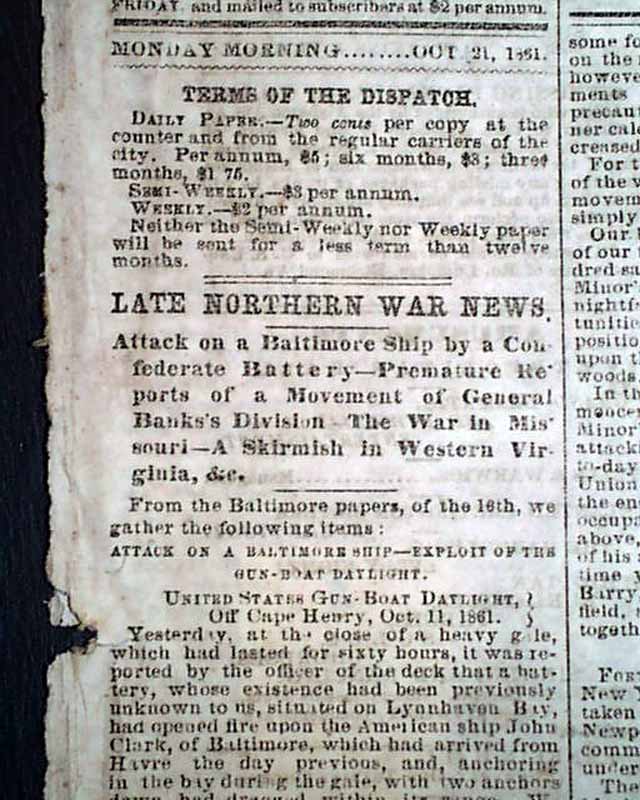 FRIDAY, and mailed to subscribers at $2 per annum.
MONDAY MORNING........OCT 21, 1861.
TERMS OF THE DISPATCH.
DAILY PAPER.—Two cents per copy at the
counter and from the regular carriers of the
city. Per annum, $5; six months, $3; three
months, $1 75.
SEMI-WEEKLY.—$3 per annum.
WEEKLY.—$2 per annum.
Neither the Semi-Weekly nor Weekly paper
will be sent for a less term than twelve
months.
LATE NORTHERN WAR NEWS.
Attack on a Baltimore Ship by a Con-
federate Battery—Premature Re-
ports of a Movement of General
Banks's Division—The War in Mis-
souri—A Skirmish in Western Vir-
ginia, &c.
From the Baltimore papers, of the 16th, we
gather the following items:
ATTACK ON A BALTIMORE SHIP—EXPLOIT OF THE
GUN-BOAT DAYLIGHT.
UNITED STATES GUN-BOAT DAYLIGHT,
Off Cape Henry, Oct. 11, 1861.
Yesterday, at the close of a heavy gale,
which had lasted for sixty hours, it was re-
ported by the officer of the deck that a bat-
tery, whose existence had been previously
unknown to us, situated on Lynnhaven Bay,
had opened fire upon the American ship John
Clark, of Baltimore, which had arrived from
Havre the day previous, and, anchoring
in the bay during the gale, with two anchors
down had dragged within its range. We
some fo
on the
howeve
ments
precau
ner cal
creased
For t
of the v
movem
simply
Our
of our
dred sa
Minor's
nightf
tunitie
positio
upon t
woods
In th
mence
Minor'
attack
to-day
Union
the en
occupa
above,
of his
time y
Barry,
field,
togeth
FORT
New Y
taken
Newp
comm
under
The